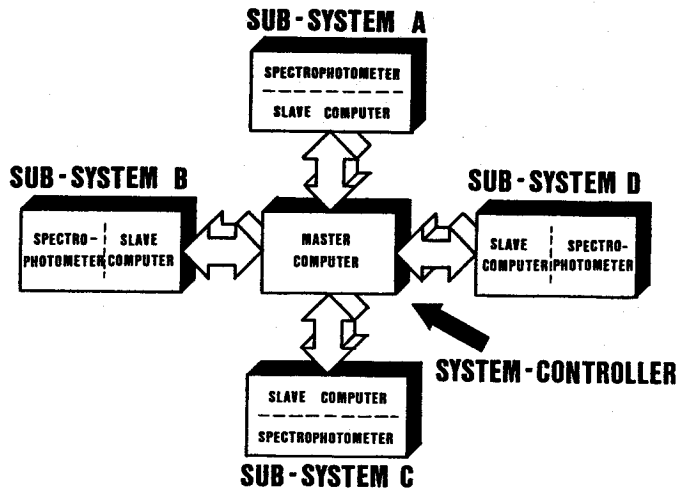 SUB-SYSTEM A
SPECTROPHOTOMETER
SLAVE COMPUTER
SUB-SYSTEM B
SPECTRO-
PHOTOMETER
SLAVE
COMPUTER
MASTER
COMPUTER
SUB-SYSTEM D
SLAVE
COMPUTER
SPECTRO-
PHOTOMETER
SYSTEM-CONTROLLER
SLAVE COMPUTER
SPECTROPHOTOMETER
SUB-SYSTEM C